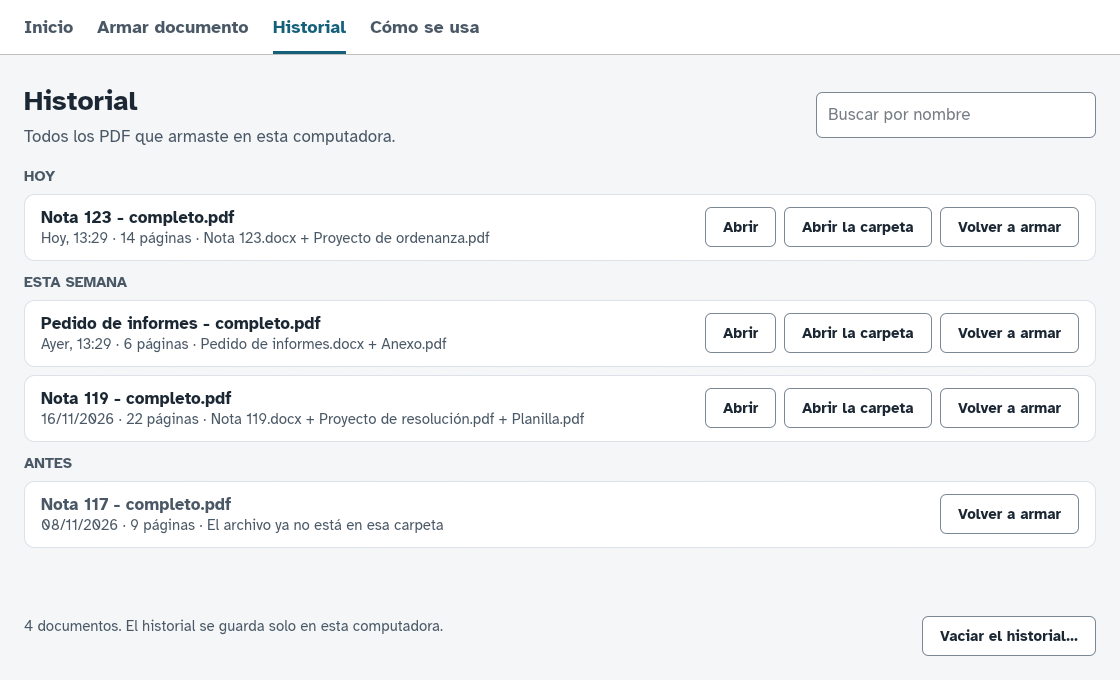 Inicio
Armar documento
Historial
Cómo se usa
Historial
Todos los PDF que armaste en esta computadora.
Buscar por nombre
HOY
Nota 123 - completo.pdf
Hoy, 13:29 · 14 páginas · Nota 123.docx + Proyecto de ordenanza.pdf
Abrir
Abrir la carpeta
Volver a armar
ESTA SEMANA
Pedido de informes - completo.pdf
Ayer, 13:29 · 6 páginas · Pedido de informes.docx + Anexo.pdf
Abrir
Abrir la carpeta
Volver a armar
Nota 119 - completo.pdf
16/11/2026 · 22 páginas · Nota 119.docx + Proyecto de resolución.pdf + Planilla.pdf
Abrir
Abrir la carpeta
Volver a armar
ANTES
Nota 117 - completo.pdf
08/11/2026 · 9 páginas · El archivo ya no está en esa carpeta
Volver a armar
4 documentos. El historial se guarda solo en esta computadora.
Vaciar el historial...